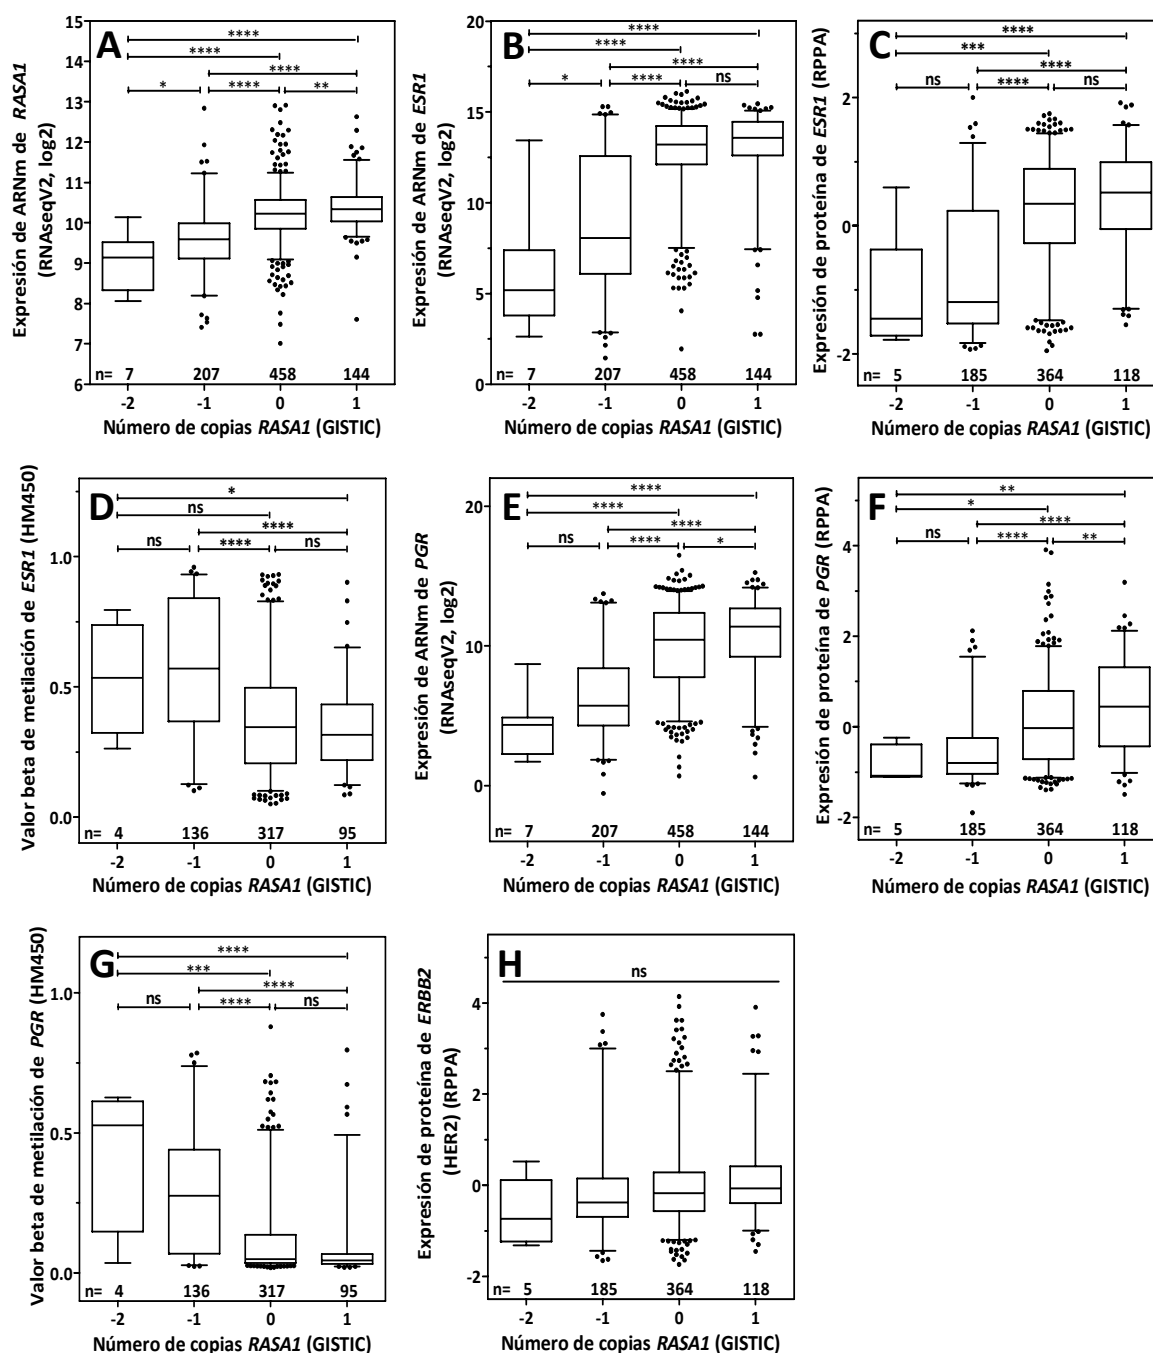 A
Expresión de ARNm de RASA1
(RNAseqV2, log2)
15
14
13
12
11
10
9
8
7
6
****
****
****
* **** **
n= 7 207 458 144
-2 -1 0 1
Número de copias RASA1 (GISTIC)
B
Expresión de ARNm de ESR1
(RNAseqV2, log2)
20
15
10
5
0
****
****
****
* **** ns
n= 7 207 458 144
-2 -1 0 1
Número de copias RASA1 (GISTIC)
C
Expresión de proteína de ESR1 (RPPA)
2
0
-2
****
***
****
ns **** ns
n= 5 185 364 118
-2 -1 0 1
Número de copias RASA1 (GISTIC)
D
Valor beta de metilación de ESR1 (HM450)
1.0
0.5
0.0
*
ns
****
ns **** ns
n= 4 136 317 95
-2 -1 0 1
Número de copias RASA1 (GISTIC)
E
Expresión de ARNm de PGR
(RNAseqV2, log2)
20
10
0
****
****
****
ns **** *
n= 7 207 458 144
-2 -1 0 1
Número de copias RASA1 (GISTIC)
F
Expresión de proteína de PGR (RPPA)
4
2
0
-2
**
*
****
ns **** **
n= 5 185 364 118
-2 -1 0 1
Número de copias RASA1 (GISTIC)
G
Valor beta de metilación de PGR (HM450)
1.0
0.5
0.0
****
***
****
ns **** ns
n= 4 136 317 95
-2 -1 0 1
Número de copias RASA1 (GISTIC)
H
Expresión de proteína de ERBB2
(HER2) (RPPA)
4
2
0
-2
ns
n= 5 185 364 118
-2 -1 0 1
Número de copias RASA1 (GISTIC)